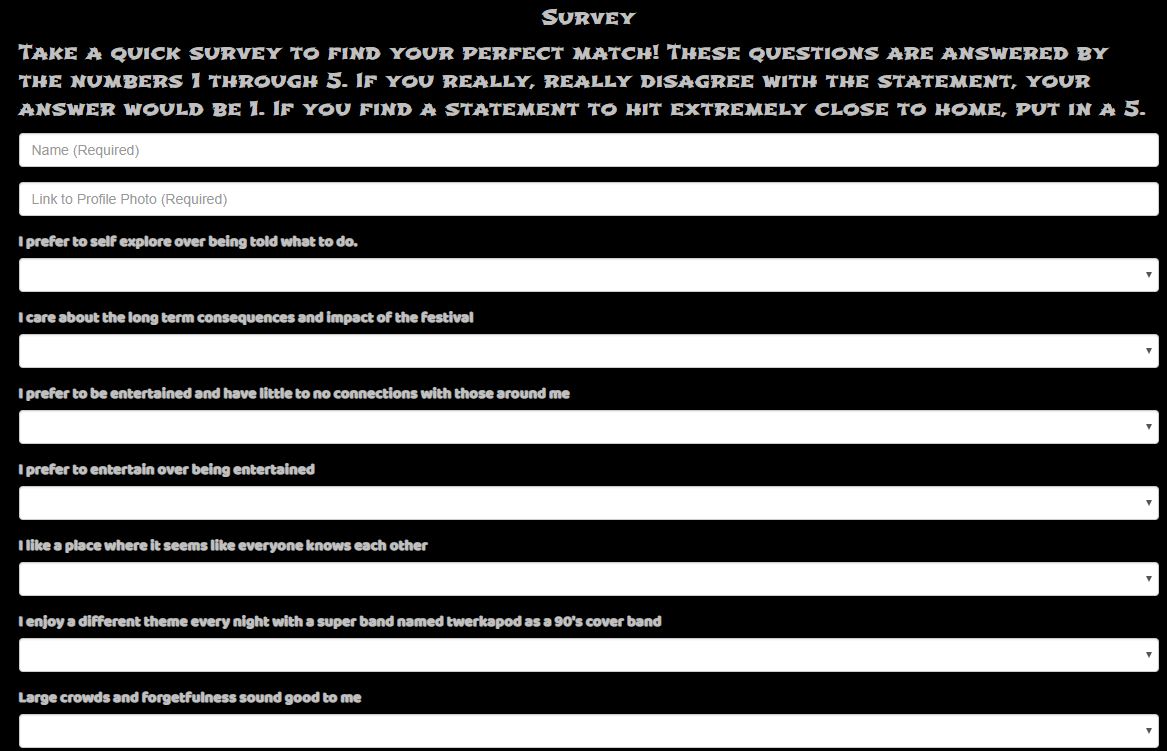 Survey
Take a quick survey to find your perfect match! These questions are answered by
the numbers 1 through 5. If you really, really disagree with the statement, your
answer would be 1. If you find a statement to hit extremely close to home, put in a 5.
Name (Required)
Link to Profile Photo (Required)
I prefer to self explore over being told what to do.
I care about the long term consequences and impact of the festival
I prefer to be entertained and have little to no connections with those around me
I prefer to entertain over being entertained
I like a place where it seems like everyone knows each other
I enjoy a different theme every night with a super band named twerkapod as a 90's cover band
Large crowds and forgetfulness sound good to me